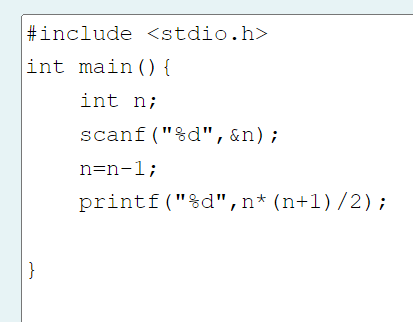 #include <stdio.h>
int main(){
int n;
scanf("%d",&n);
n=n-1;
printf("%d",n*(n+1)/2);
}